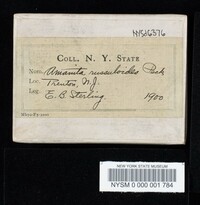 NYSf6376
COLL. N. Y. STATE
Nom. Amanita russuloides Peck
Loc. Trenton, N.J.
Leg. E. B. Sterling 1900
NEW YORK STATE MUSEUM
NYSM 0 000 001 784